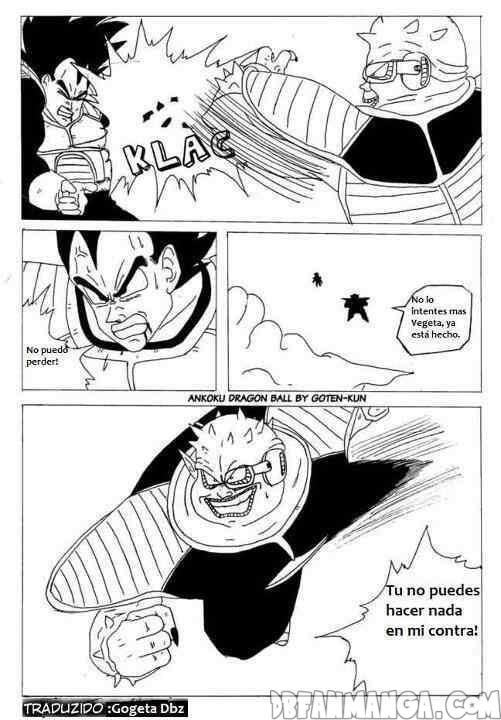 KLAC
No puedo
perder!
No lo
intentes mas
Vegeta, ya
está hecho.
ANKOKU DRAGON BALL BY GOTEN-KUN
Tu no puedes
hacer nada
en mi contra!
TRADUZIDO :Gogeta Dbz
DBFANMANGA.COM